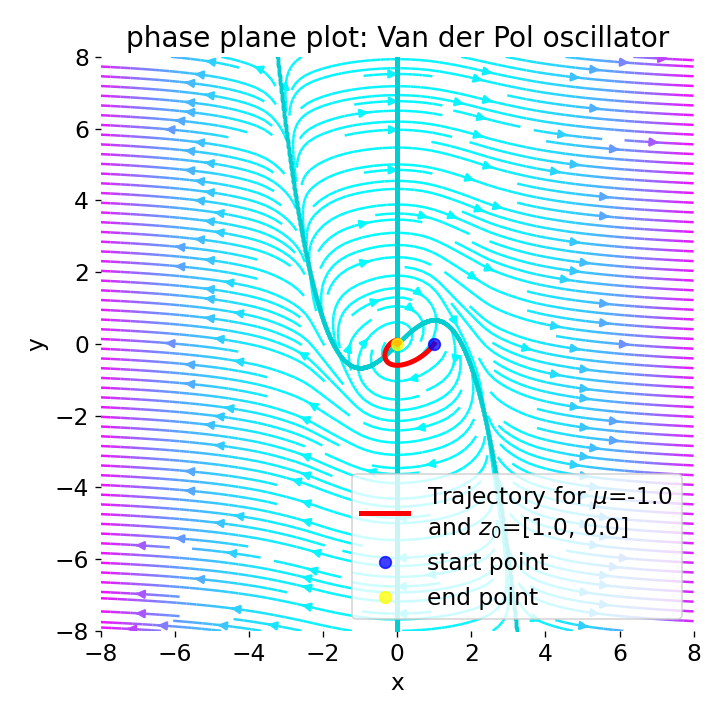 phase plane plot: Van der Pol oscillator
8
6
4
2
0
−2
−4
−6
−8
y
−8 −6 −4 −2 0 2 4 6 8
x
Trajectory for μ=-1.0
and z₀=[1.0, 0.0]
start point
end point